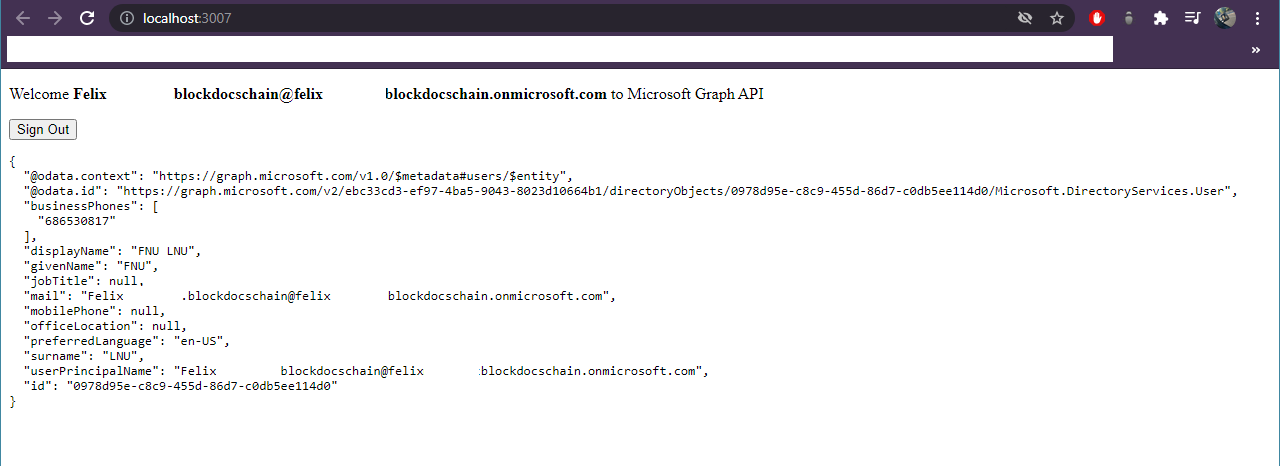 localhost:3007
»
Welcome Felix blockdocschain@felix blockdocschain.onmicrosoft.com to Microsoft Graph API
Sign Out
{
"@odata.context": "https://graph.microsoft.com/v1.0/$metadata#users/$entity",
"@odata.id": "https://graph.microsoft.com/v2/ebc33cd3-ef97-4ba5-9043-8023d10664b1/directoryObjects/0978d95e-c8c9-455d-86d7-c0db5ee114d0/Microsoft.DirectoryServices.User",
"businessPhones": [
"686530817"
],
"displayName": "FNU LNU",
"givenName": "FNU",
"jobTitle": null,
"mail": "Felix .blockdocschain@felix blockdocschain.onmicrosoft.com",
"mobilePhone": null,
"officeLocation": null,
"preferredLanguage": "en-US",
"surname": "LNU",
"userPrincipalName": "Felix blockdocschain@felix blockdocschain.onmicrosoft.com",
"id": "0978d95e-c8c9-455d-86d7-c0db5ee114d0"
}